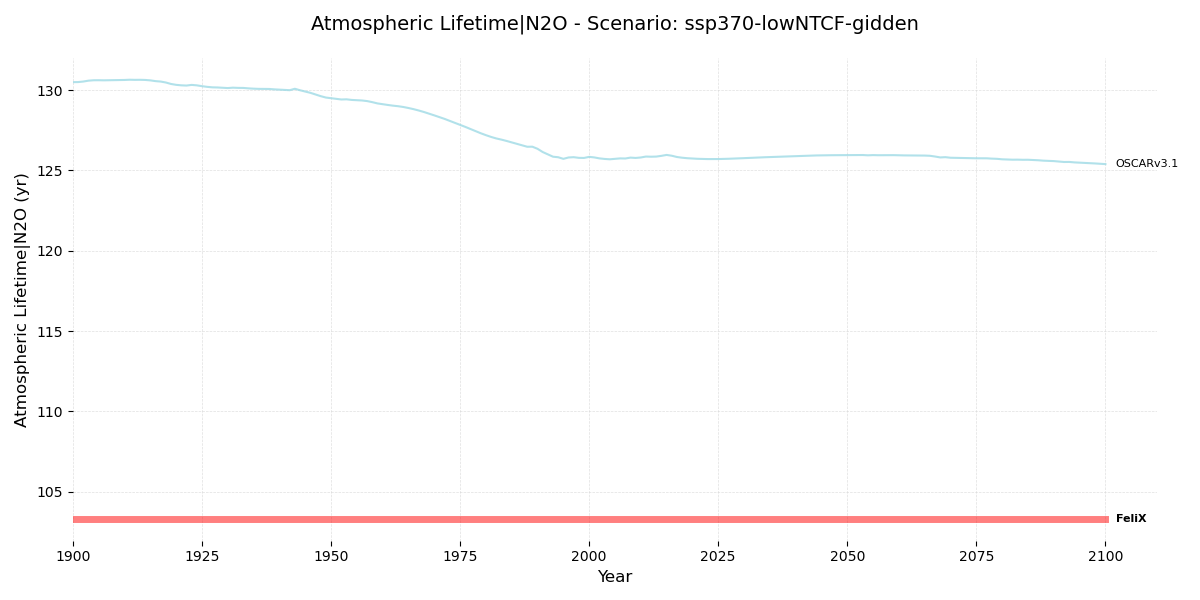 Atmospheric Lifetime|N2O - Scenario: ssp370-lowNTCF-gidden
Atmospheric Lifetime|N2O (yr)
130
125
120
115
110
105
OSCARv3.1
FeliX
1900 1925 1950 1975 2000 2025 2050 2075 2100
Year